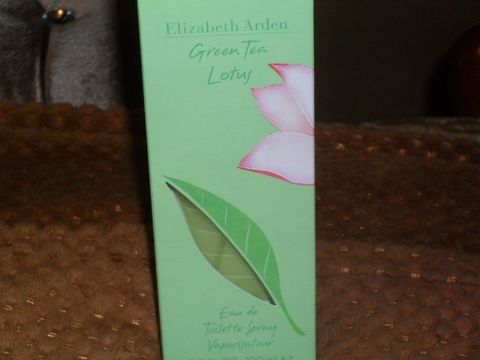 Elizabeth Arden
Green Tea
Lotus
Eau de
Toilette Spray
Vaporisateur